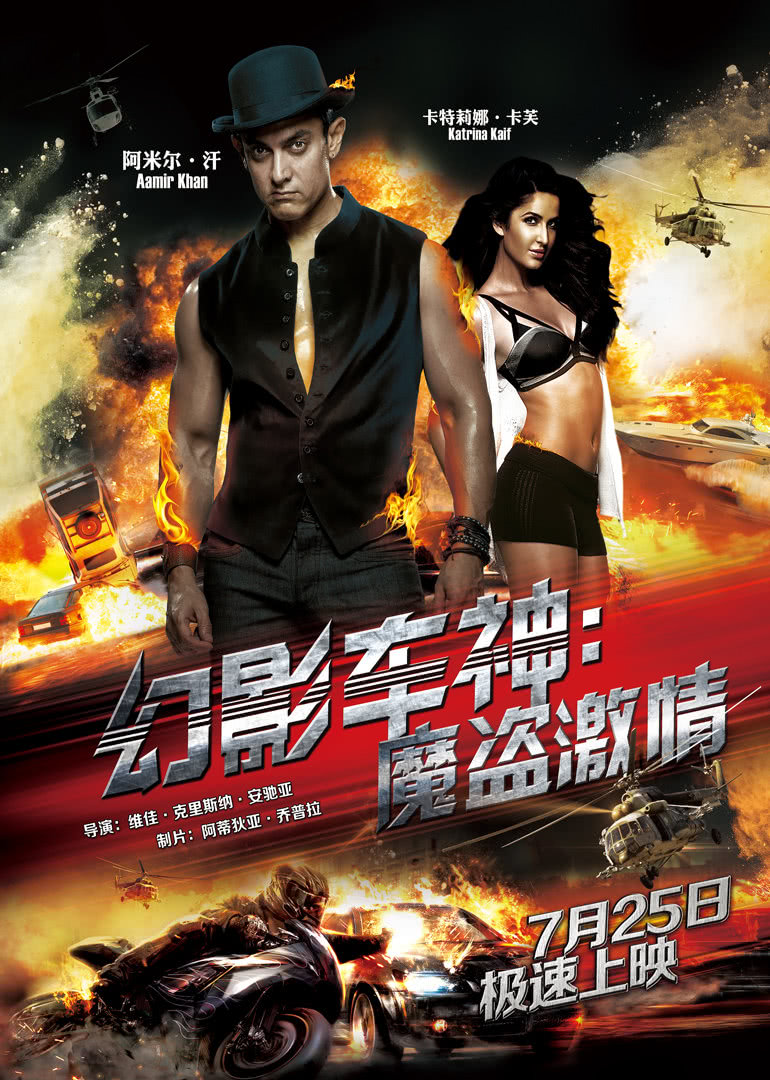 卡特莉娜·卡芙
Katrina Kaif
阿米尔·汗
Aamir Khan
幻影车神：
魔盗激情
导演：维佳·克里斯纳·安驰亚
制片：阿蒂狄亚·乔普拉
7月25日
极速上映